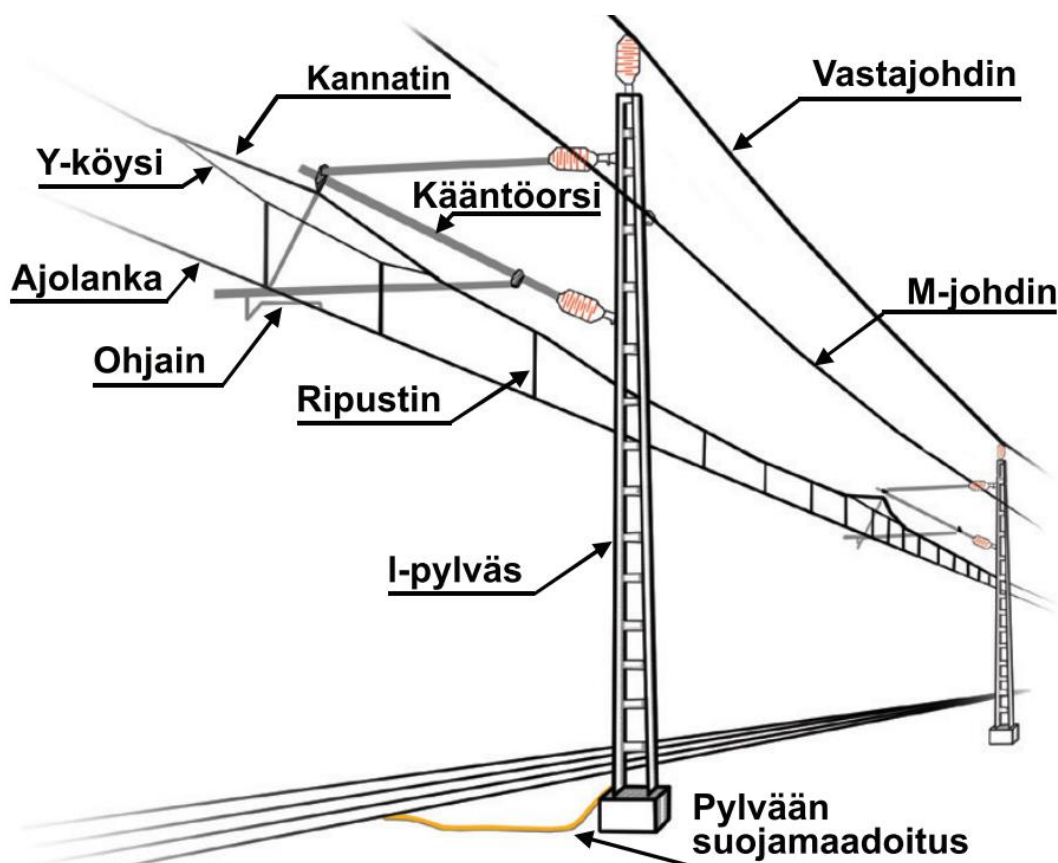 Kannatin
Vastajohdin
Y-köysi
Kääntöorsi
Ajolanka
M-johdin
Ohjain
Ripustin
I-pylväs
Pylvään
suojamaadoitus